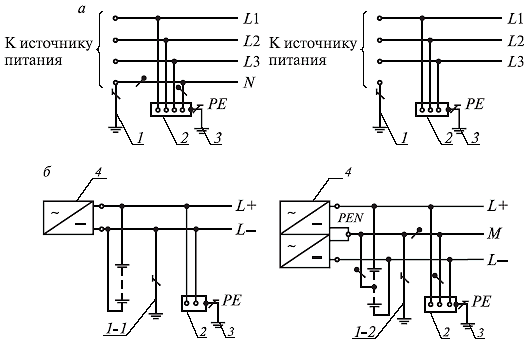 а
К источнику питания
L1
L2
L3
N
PE
1
2
3
К источнику питания
L1
L2
L3
PE
1
2
3
б
4
~
−
L+
L−
PE
1-1
2
3
4
~
−
~
−
PEN
L+
M
L−
PE
1-2
2
3